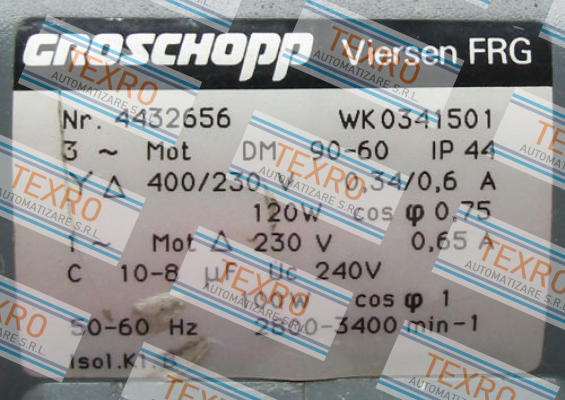 GROSCHOPP Viersen FRG
Nr. 4432656 WK0341501
3 ~ Mot DM 90-60 IP 44
Y Δ 400/230 V 0,34/0,6 A
120W cos φ 0,75
1 ~ Mot Δ 230 V 0,65 A
C 10-8 µF Uc 240V
90W cos φ 1
50-60 Hz 2800-3400 min-1
Isol.Kl.B
TEXRO
AUTOMATIZARE S.R.L.